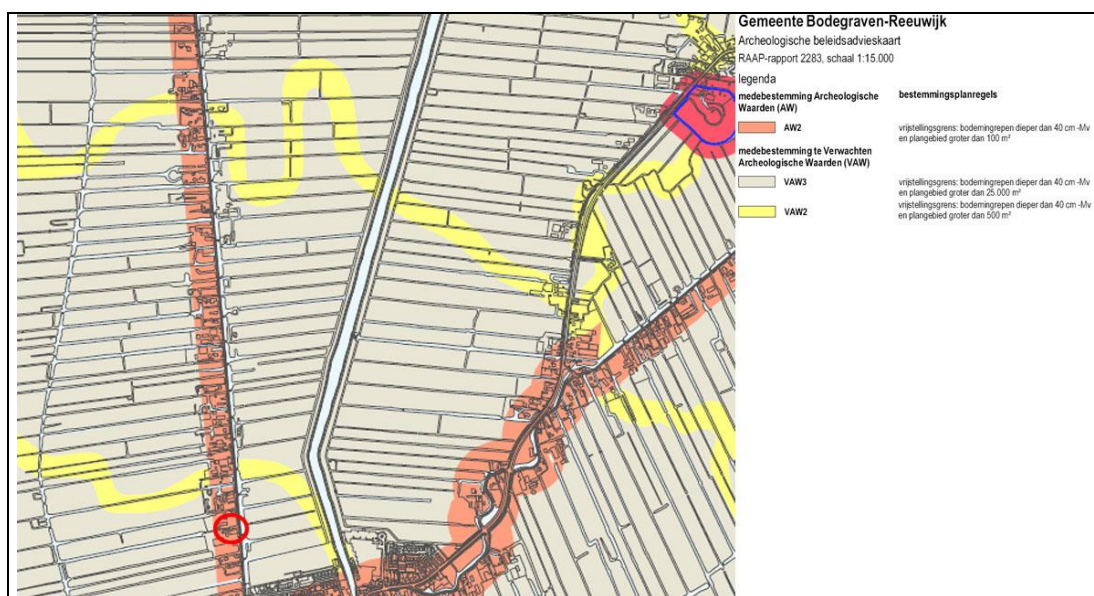 Gemeente Bodegraven-Reeuwijk
Archeologische beleidsadvieskaart
RAAP-rapport 2283, schaal 1:15.000
legenda
medebestemming Archeologische
Waarden (AW)
bestemmingsplanregels
AW2
vrijstellingsgrens: bodemingrepen dieper dan 40 cm -Mv
en plangebied groter dan 100 m²
medebestemming te Verwachten
Archeologische Waarden (VAW)
VAW3
vrijstellingsgrens: bodemingrepen dieper dan 40 cm -Mv
en plangebied groter dan 25.000 m²
VAW2
vrijstellingsgrens: bodemingrepen dieper dan 40 cm -Mv
en plangebied groter dan 500 m²